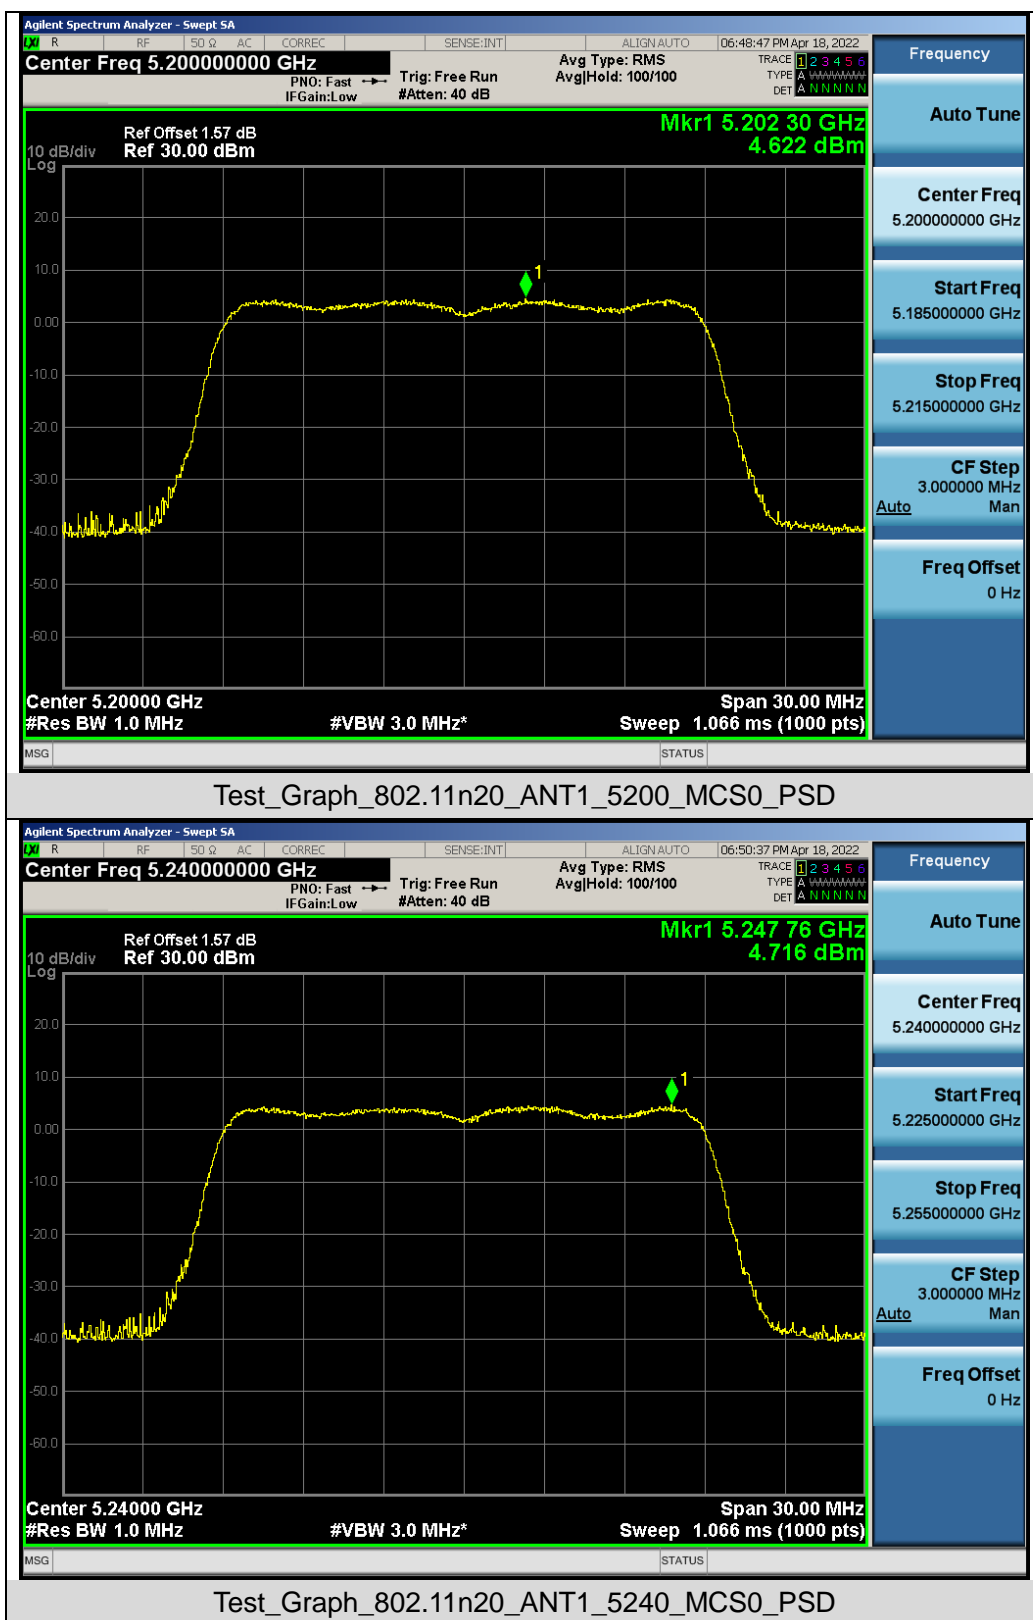 Agilent Spectrum Analyzer - Swept SA
LXI R RF 50 Ω AC CORREC SENSE:INT ALIGN AUTO 06:48:47 PM Apr 18, 2022
Center Freq 5.200000000 GHz
PNO: Fast
IFGain:Low
Trig: Free Run
#Atten: 40 dB
Avg Type: RMS
Avg|Hold: 100/100
TRACE 1 2 3 4 5 6
TYPE A
DET A N N N N N
Ref Offset 1.57 dB
Ref 30.00 dBm
10 dB/div
Log
Mkr1 5.202 30 GHz
4.622 dBm
20.0
10.0
0.00
-10.0
-20.0
-30.0
-40.0
-50.0
-60.0
1
Center 5.20000 GHz
Span 30.00 MHz
#Res BW 1.0 MHz
#VBW 3.0 MHz*
Sweep 1.066 ms (1000 pts)
MSG
STATUS
Frequency
Auto Tune
Center Freq
5.200000000 GHz
Start Freq
5.185000000 GHz
Stop Freq
5.215000000 GHz
CF Step
3.000000 MHz
Auto Man
Freq Offset
0 Hz
Test_Graph_802.11n20_ANT1_5200_MCS0_PSD
Agilent Spectrum Analyzer - Swept SA
LXI R RF 50 Ω AC CORREC SENSE:INT ALIGN AUTO 06:50:37 PM Apr 18, 2022
Center Freq 5.240000000 GHz
PNO: Fast
IFGain:Low
Trig: Free Run
#Atten: 40 dB
Avg Type: RMS
Avg|Hold: 100/100
TRACE 1 2 3 4 5 6
TYPE A
DET A N N N N N
Ref Offset 1.57 dB
Ref 30.00 dBm
10 dB/div
Log
Mkr1 5.247 76 GHz
4.716 dBm
20.0
10.0
0.00
-10.0
-20.0
-30.0
-40.0
-50.0
-60.0
1
Center 5.24000 GHz
Span 30.00 MHz
#Res BW 1.0 MHz
#VBW 3.0 MHz*
Sweep 1.066 ms (1000 pts)
MSG
STATUS
Frequency
Auto Tune
Center Freq
5.240000000 GHz
Start Freq
5.225000000 GHz
Stop Freq
5.255000000 GHz
CF Step
3.000000 MHz
Auto Man
Freq Offset
0 Hz
Test_Graph_802.11n20_ANT1_5240_MCS0_PSD